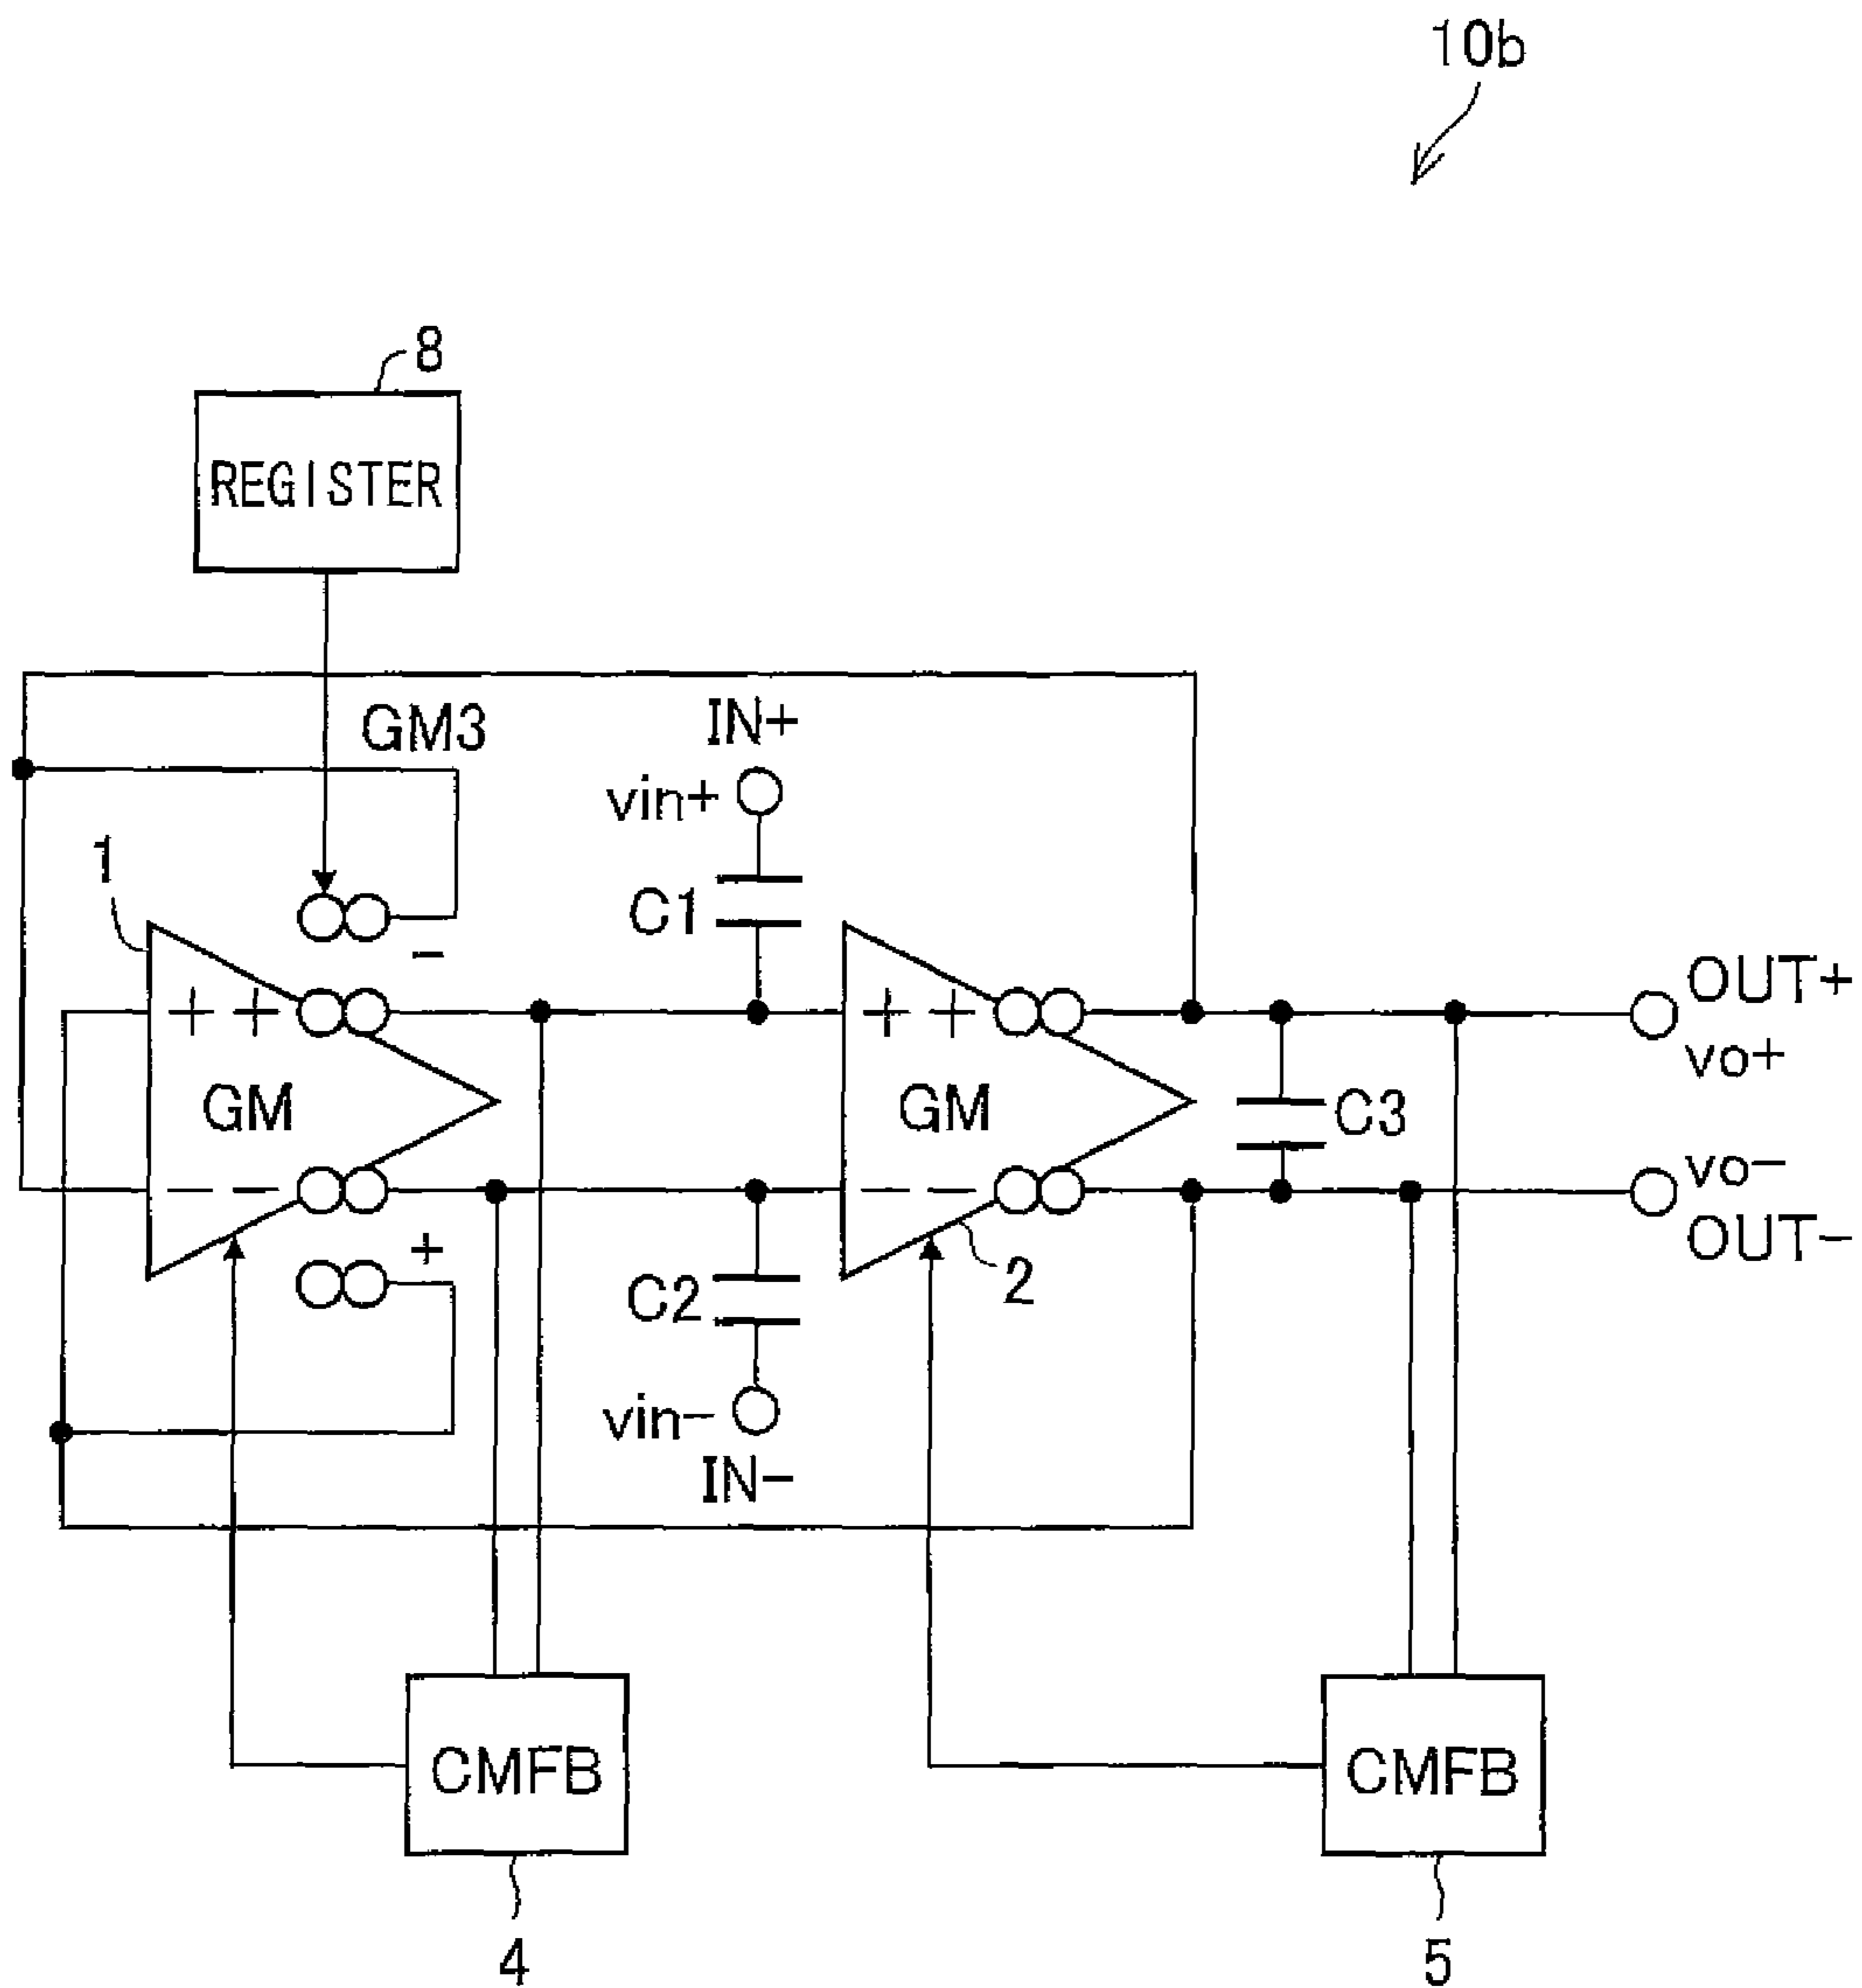 10b
8
REGISTER
GM3
IN+
vin+
1
C1
-
+ +
+ +
OUT+
vo+
GM
GM
C3
- -
- -
vo-
OUT-
+
C2
2
vin-
IN-
CMFB
CMFB
4
5